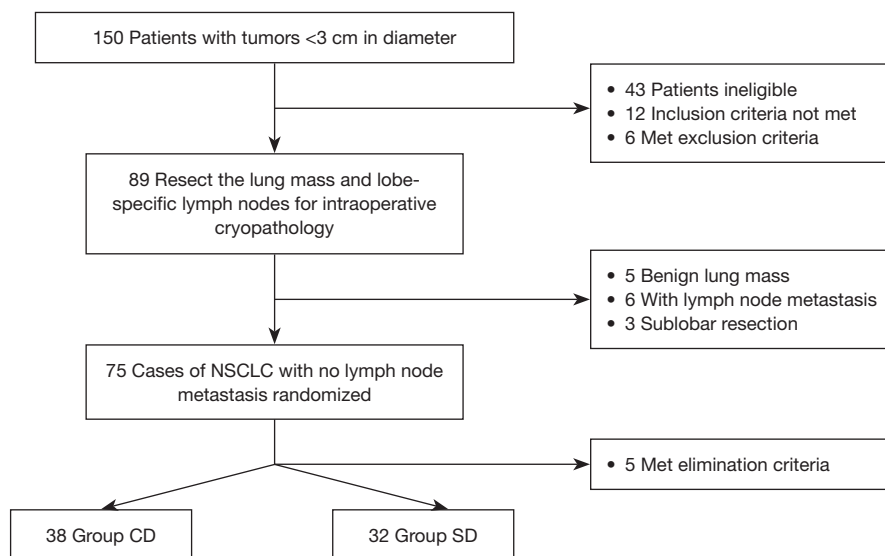 150 Patients with tumors <3 cm in diameter
• 43 Patients ineligible
• 12 Inclusion criteria not met
• 6 Met exclusion criteria
89 Resect the lung mass and lobe-
specific lymph nodes for intraoperative
cryopathology
• 5 Benign lung mass
• 6 With lymph node metastasis
• 3 Sublobar resection
75 Cases of NSCLC with no lymph node
metastasis randomized
• 5 Met elimination criteria
38 Group CD
32 Group SD